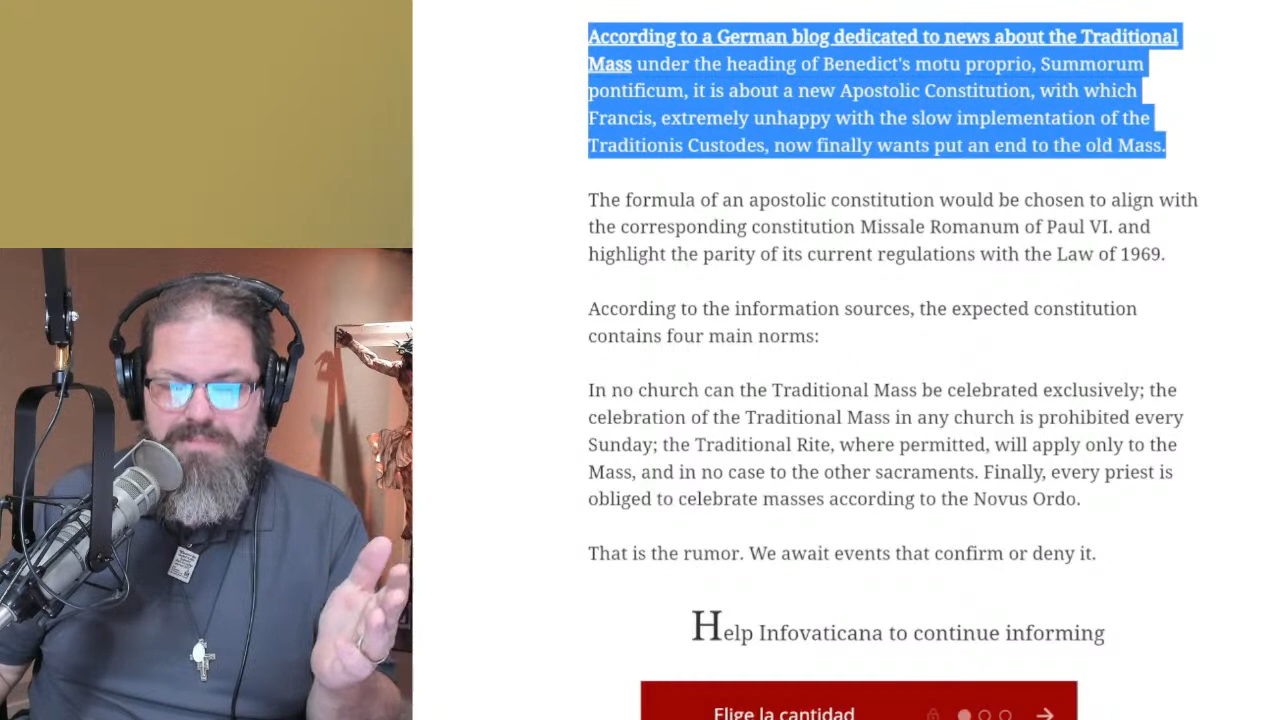 According to a German blog dedicated to news about the Traditional
Mass under the heading of Benedict's motu proprio, Summorum
pontificum, it is about a new Apostolic Constitution, with which
Francis, extremely unhappy with the slow implementation of the
Traditionis Custodes, now finally wants put an end to the old Mass.
The formula of an apostolic constitution would be chosen to align with
the corresponding constitution Missale Romanum of Paul VI. and
highlight the parity of its current regulations with the Law of 1969.
According to the information sources, the expected constitution
contains four main norms:
In no church can the Traditional Mass be celebrated exclusively; the
celebration of the Traditional Mass in any church is prohibited every
Sunday; the Traditional Rite, where permitted, will apply only to the
Mass, and in no case to the other sacraments. Finally, every priest is
obliged to celebrate masses according to the Novus Ordo.
That is the rumor. We await events that confirm or deny it.
Help Infovaticana to continue informing
Elige la cantidad